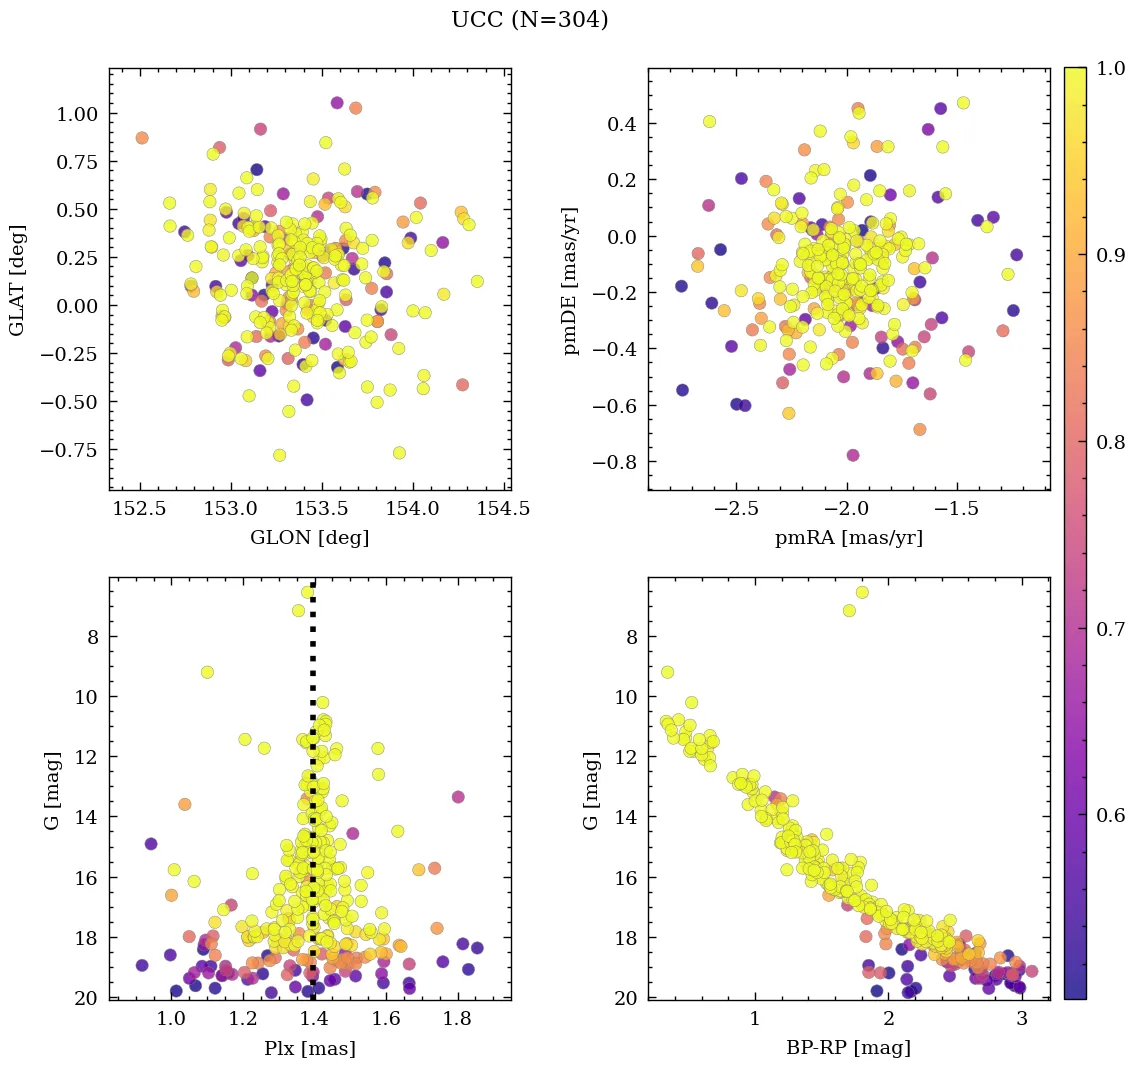 UCC (N=304)
1.00
0.75
0.50
0.25
0.00
−0.25
−0.50
−0.75
GLAT [deg]
152.5 153.0 153.5 154.0 154.5
GLON [deg]
0.4
0.2
0.0
−0.2
−0.4
−0.6
−0.8
pmDE [mas/yr]
−2.5 −2.0 −1.5
pmRA [mas/yr]
1.0
0.9
0.8
0.7
0.6
8
10
12
14
16
18
20
G [mag]
1.0 1.2 1.4 1.6 1.8
Plx [mas]
8
10
12
14
16
18
20
G [mag]
1 2 3
BP-RP [mag]